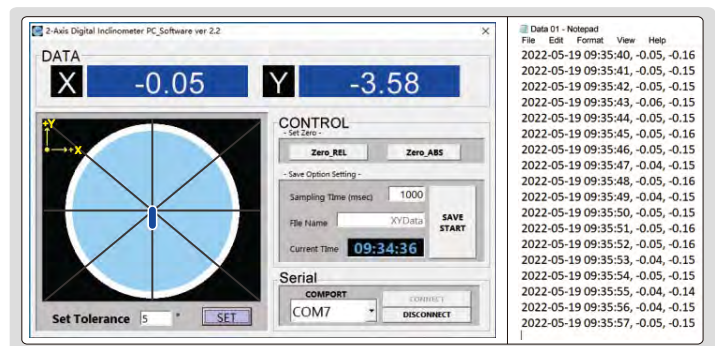 2-Axis Digital Inclinometer PC_Software ver 2.2
×
DATA
X -0.05 Y -3.58
+Y
+X
CONTROL
- Set Zero -
Zero_REL Zero_ABS
- Save Option Setting -
Sampling Time (msec) 1000
File Name XYData
SAVE START
Current Time 09:34:36
Serial
COMPORT
COM7
CONNECT
DISCONNECT
Set Tolerance 5 ° SET
Data 01 - Notepad
File Edit Format View Help
2022-05-19 09:35:40, -0.05, -0.16
2022-05-19 09:35:41, -0.05, -0.15
2022-05-19 09:35:42, -0.05, -0.15
2022-05-19 09:35:43, -0.06, -0.15
2022-05-19 09:35:44, -0.05, -0.15
2022-05-19 09:35:45, -0.05, -0.16
2022-05-19 09:35:46, -0.05, -0.15
2022-05-19 09:35:47, -0.04, -0.15
2022-05-19 09:35:48, -0.05, -0.16
2022-05-19 09:35:49, -0.04, -0.15
2022-05-19 09:35:50, -0.05, -0.15
2022-05-19 09:35:51, -0.05, -0.16
2022-05-19 09:35:52, -0.05, -0.16
2022-05-19 09:35:53, -0.04, -0.15
2022-05-19 09:35:54, -0.05, -0.15
2022-05-19 09:35:55, -0.04, -0.14
2022-05-19 09:35:56, -0.04, -0.15
2022-05-19 09:35:57, -0.05, -0.15